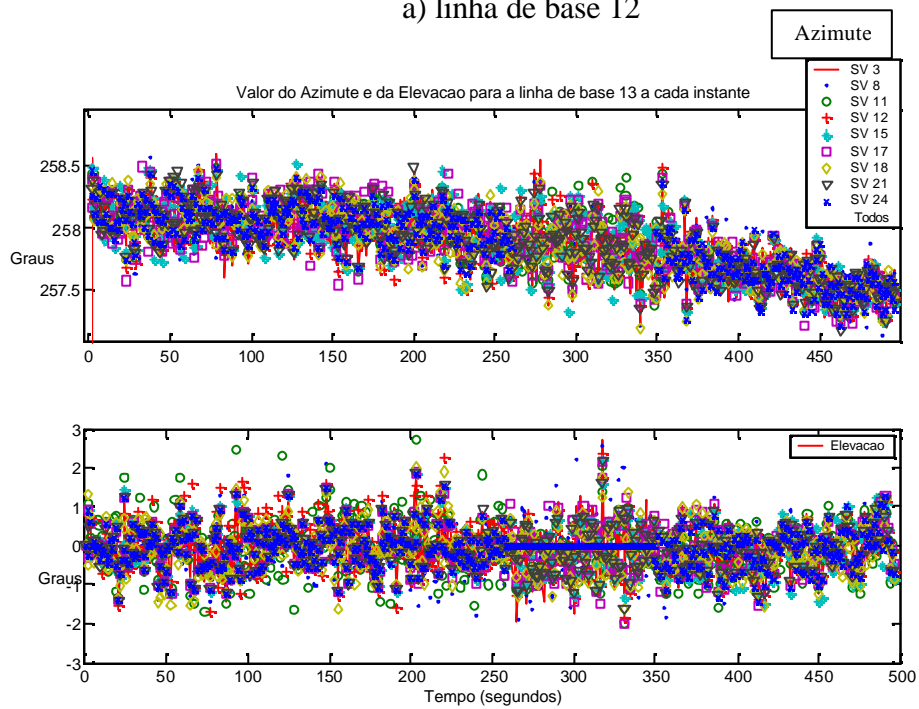 a) linha de base 12
Azimute
Valor do Azimute e da Elevacao para a linha de base 13 a cada instante
SV 3
SV 8
SV 11
SV 12
SV 15
SV 17
SV 18
SV 21
SV 24
Todos
258.5
258
Graus
257.5
0 50 100 150 200 250 300 350 400 450
3
Elevacao
2
1
0
Graus
-1
-2
-3
0 50 100 150 200 250 300 350 400 450 500
Tempo (segundos)